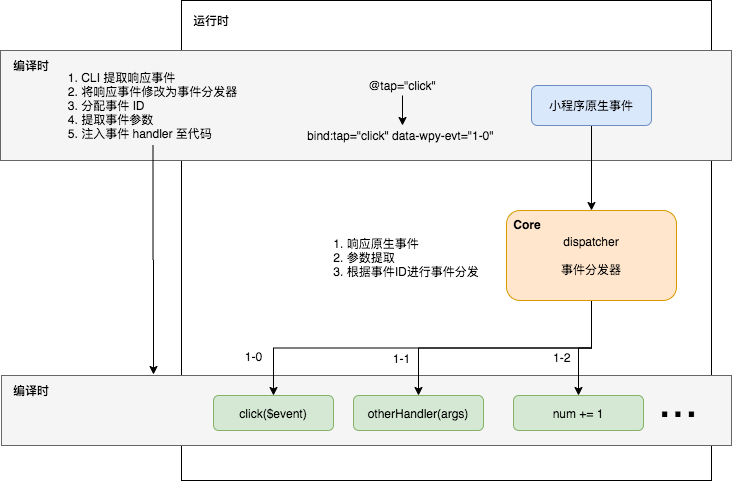 运行时
编译时
1. CLI 提取响应事件
2. 将响应事件修改为事件分发器
3. 分配事件 ID
4. 提取事件参数
5. 注入事件 handler 至代码
@tap="click"
bind:tap="click" data-wpy-evt="1-0"
小程序原生事件
Core
dispatcher
事件分发器
1. 响应原生事件
2. 参数提取
3. 根据事件ID进行事件分发
1-0
1-1
1-2
编译时
click($event)
otherHandler(args)
num += 1
...